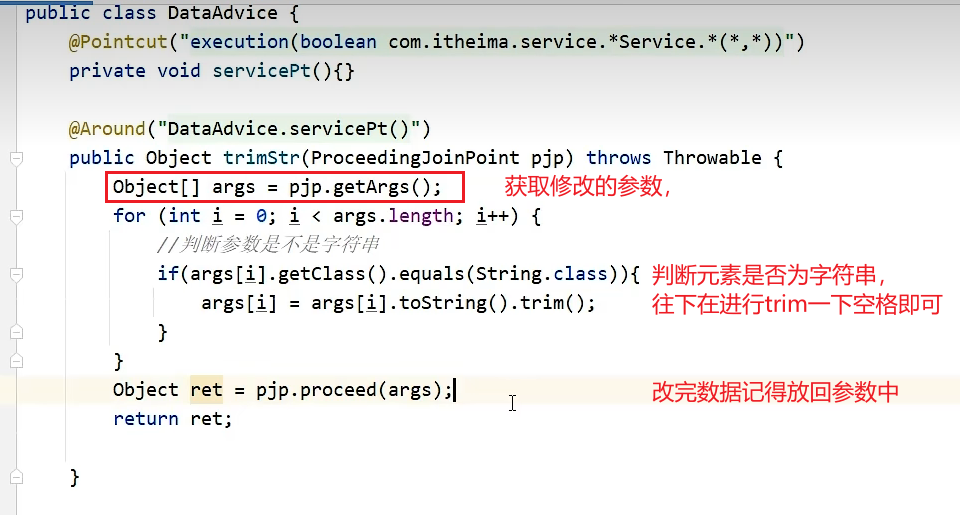 public class DataAdvice {
@Pointcut("execution(boolean com.itheima.service.*Service.*(*,*))")
private void servicePt(){}
@Around("DataAdvice.servicePt()")
public Object trimStr(ProceedingJoinPoint pjp) throws Throwable {
Object[] args = pjp.getArgs(); 获取修改的参数,
for (int i = 0; i < args.length; i++) {
//判断参数是不是字符串
if(args[i].getClass().equals(String.class)){ 判断元素是否为字符串,
args[i] = args[i].toString().trim(); 往下在进行trim一下空格即可
}
}
Object ret = pjp.proceed(args); 改完数据记得放回参数中
return ret;
}